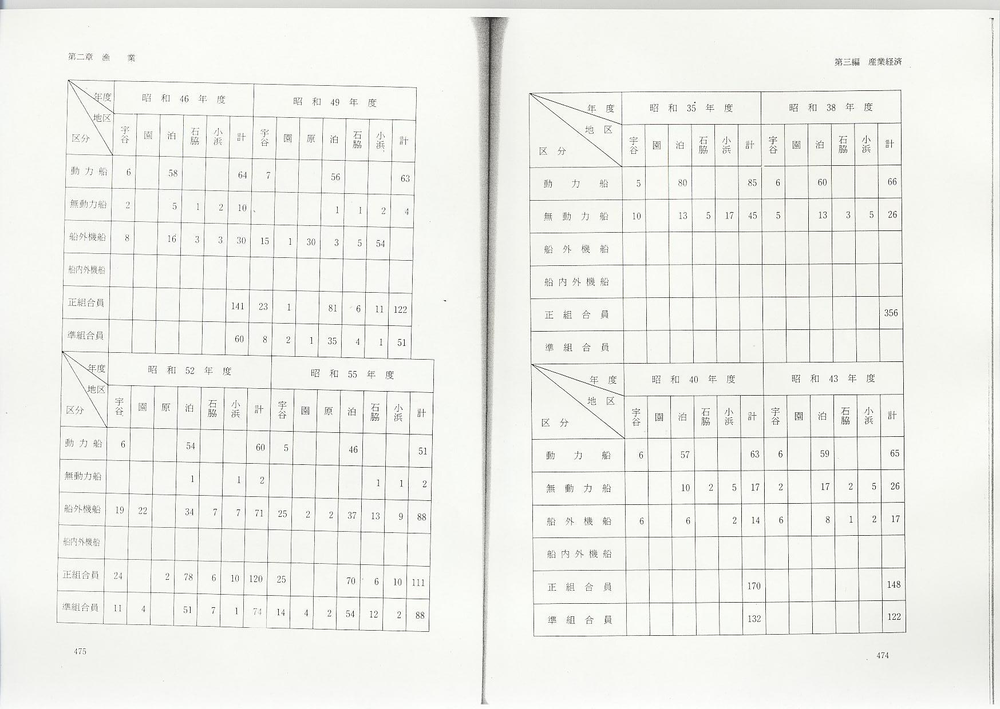 第三編 産業経済
年度 昭和35年度 昭和38年度
地区
区分 宇谷 園 泊 石脇 小浜 計 宇谷 園 泊 石脇 小浜 計
動力船 5 80 85 6 60 66
無動力船 10 13 5 17 45 5 13 3 5 26
船外機船
船内外機船
正組合員 356
準組合員
年度 昭和40年度 昭和43年度
地区
区分 宇谷 園 泊 石脇 小浜 計 宇谷 園 泊 石脇 小浜 計
動力船 6 57 63 6 59 65
無動力船 10 2 5 17 2 17 2 5 26
船外機船 6 6 2 14 6 8 1 2 17
船内外機船
正組合員 170 148
準組合員 132 122
474
第二章 漁業
年度 昭和46年度 昭和49年度
地区
区分 宇谷 園 泊 石脇 小浜 計 宇谷 園 原 泊 石脇 小浜 計
動力船 6 58 64 7 56 63
無動力船 2 5 1 2 10 1 1 2 4
船外機船 8 16 3 3 30 15 1 30 3 5 54
船内外機船
正組合員 141 23 1 81 6 11 122
準組合員 60 8 2 1 35 4 1 51
年度 昭和52年度 昭和55年度
地区
区分 宇谷 園 原 泊 石脇 小浜 計 宇谷 園 原 泊 石脇 小浜 計
動力船 6 54 60 5 46 51
無動力船 1 1 2 1 1 2
船外機船 19 22 34 7 7 71 25 2 2 37 13 9 88
船内外機船
正組合員 24 2 78 6 10 120 25 70 6 10 111
準組合員 11 4 51 7 1 74 14 4 2 54 12 2 88
475